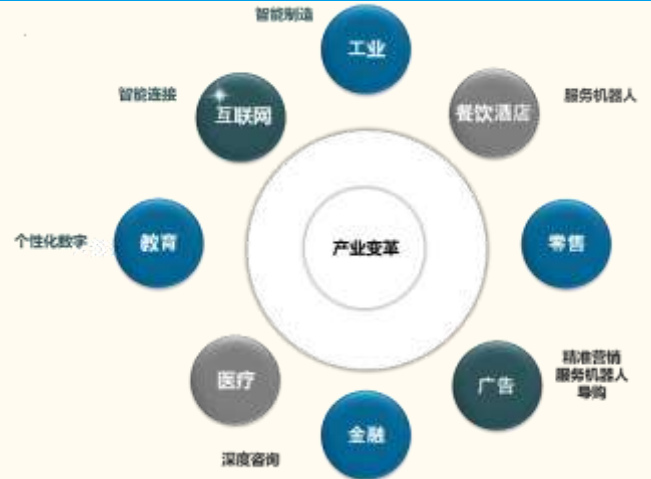 智能制造
工业
智能连接
互联网
餐饮酒店
服务机器人
个性化数字
教育
产业变革
零售
医疗
广告
精准营销
服务机器人
导购
金融
深度咨询